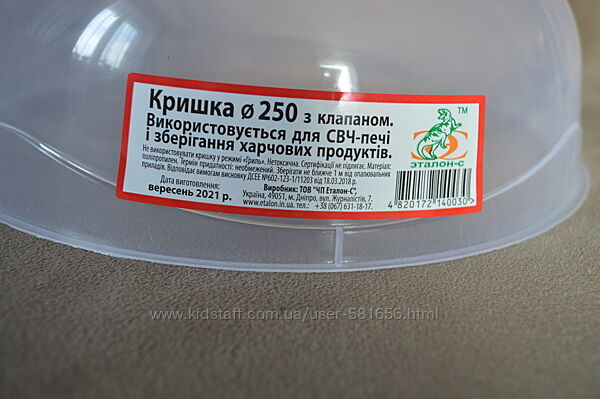 Кришка ø 250 з клапаном.
Використовується для СВЧ-печі
і зберігання харчових продуктів.
Не використовувати кришку у режимі «Гриль». Нетоксична. Сертифікації не підлягає. Матеріал:
поліпропилен. Термін придатності: необмежений. Зберігати не ближче 1 м від опалювальних
приладів. Відповідає вимогам висновку ДСЕЕ №602-123-1/11203 від 18.03.2018 р.
Дата виготовлення:
вересень 2021 р.
Виробник: ТОВ "ЧП Еталон-С",
Україна, 49051, м. Дніпро, вул. Журналістів, 7.
www.etalon.in.ua, тел.: +38 (067) 631-18-17.
TM
ЭТАЛОН-С
4 820172 140030
www.kidstaff.com.ua/user-581656.html